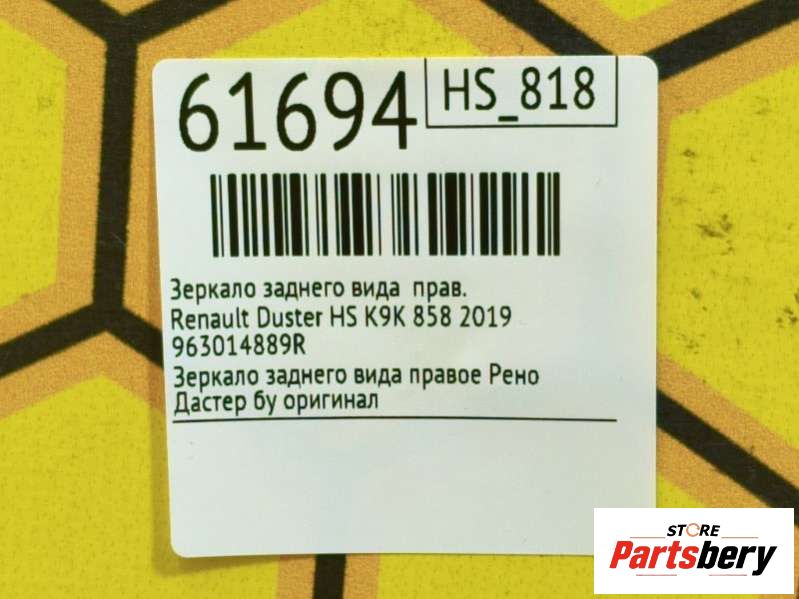 61694
HS_818
Зеркало заднего вида прав.
Renault Duster HS K9K 858 2019
963014889R
Зеркало заднего вида правое Рено
Дастер бу оригинал
STORE
Partsbery